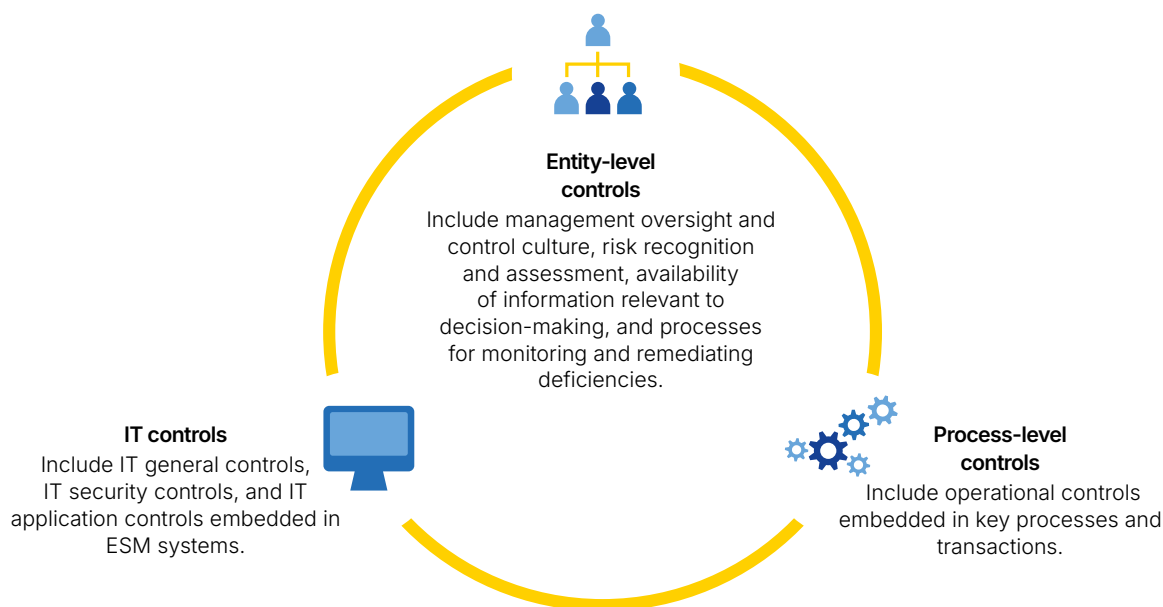 Entity-level
controls
Include management oversight and
control culture, risk recognition
and assessment, availability
of information relevant to
decision-making, and processes
for monitoring and remediating
deficiencies.
IT controls
Include IT general controls,
IT security controls, and IT
application controls embedded in
ESM systems.
Process-level
controls
Include operational controls
embedded in key processes and
transactions.